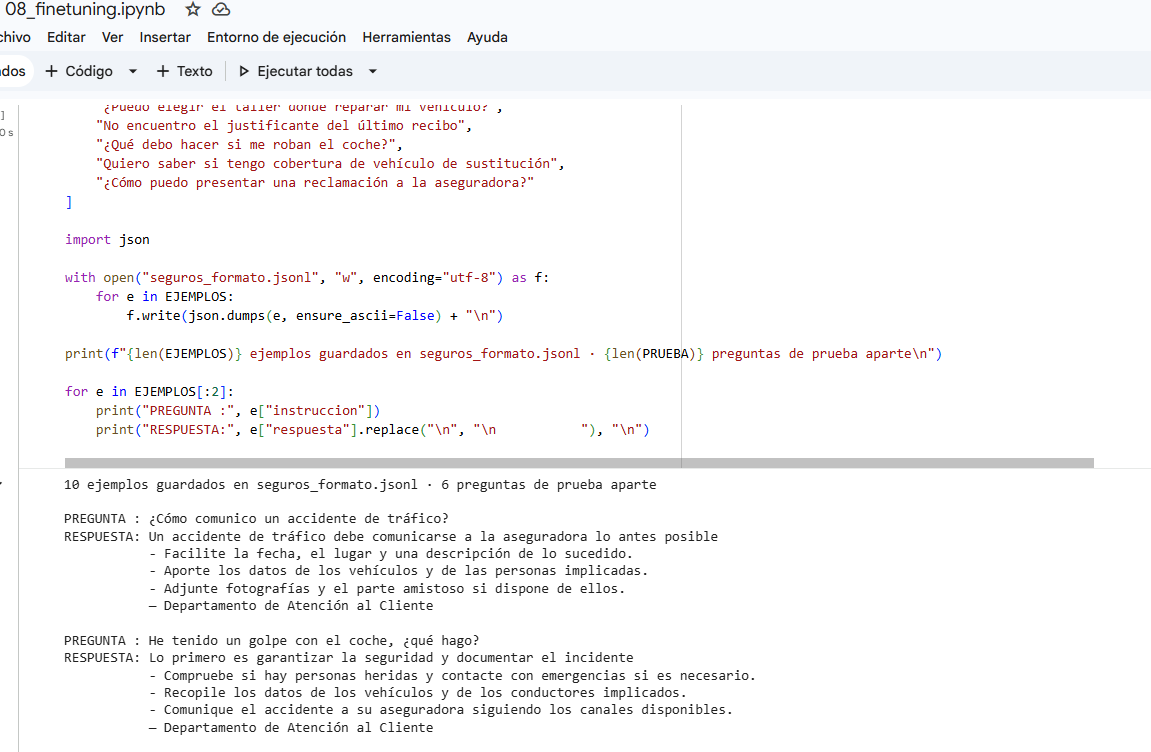 08_finetuning.ipynb
chivo Editar Ver Insertar Entorno de ejecución Herramientas Ayuda
dos + Código + Texto Ejecutar todas
]
0 s
"¿Puedo elegir el taller donde reparar mi vehículo?",
"No encuentro el justificante del último recibo",
"¿Qué debo hacer si me roban el coche?",
"Quiero saber si tengo cobertura de vehículo de sustitución",
"¿Cómo puedo presentar una reclamación a la aseguradora?"
]
import json
with open("seguros_formato.jsonl", "w", encoding="utf-8") as f:
for e in EJEMPLOS:
f.write(json.dumps(e, ensure_ascii=False) + "\n")
print(f"{len(EJEMPLOS)} ejemplos guardados en seguros_formato.jsonl · {len(PRUEBA)} preguntas de prueba aparte\n")
for e in EJEMPLOS[:2]:
print("PREGUNTA :", e["instruccion"])
print("RESPUESTA:", e["respuesta"].replace("\n", "\n           "), "\n")
10 ejemplos guardados en seguros_formato.jsonl · 6 preguntas de prueba aparte
PREGUNTA : ¿Cómo comunico un accidente de tráfico?
RESPUESTA: Un accidente de tráfico debe comunicarse a la aseguradora lo antes posible
- Facilite la fecha, el lugar y una descripción de lo sucedido.
- Aporte los datos de los vehículos y de las personas implicadas.
- Adjunte fotografías y el parte amistoso si dispone de ellos.
— Departamento de Atención al Cliente
PREGUNTA : He tenido un golpe con el coche, ¿qué hago?
RESPUESTA: Lo primero es garantizar la seguridad y documentar el incidente
- Compruebe si hay personas heridas y contacte con emergencias si es necesario.
- Recopile los datos de los vehículos y de los conductores implicados.
- Comunique el accidente a su aseguradora siguiendo los canales disponibles.
— Departamento de Atención al Cliente